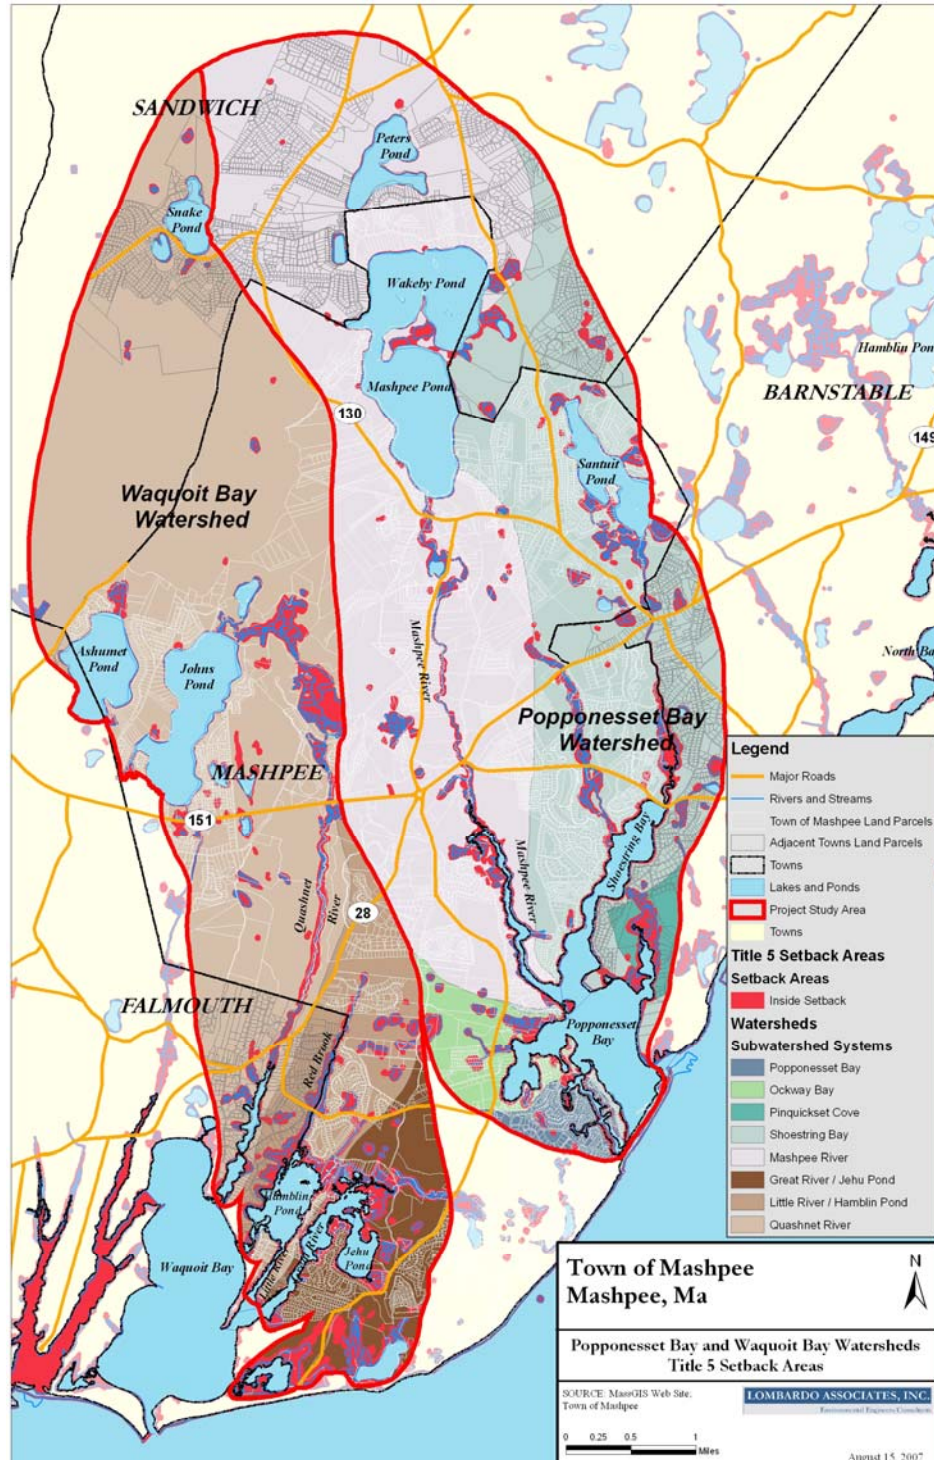 SANDWICH
Peters
Pond
Snake
Pond
Wakeby Pond
Hamblin Pon
Mashpee Pond
BARNSTABLE
130
149
Santuit
Pond
Waquoit Bay
Watershed
Ashumet
Pond
Johns
Pond
Mashpee River
North Ba
Popponesset Bay
Watershed
MASHPEE
151
Shoestring Bay
Mashpee River
Quashnet
River
28
FALMOUTH
Red Brook
Popponesset
Bay
Hamblin
Pond
Little River
River
Jehu
Pond
Waquoit Bay
Legend
Major Roads
Rivers and Streams
Town of Mashpee Land Parcels
Adjacent Towns Land Parcels
Towns
Lakes and Ponds
Project Study Area
Towns
Title 5 Setback Areas
Setback Areas
Inside Setback
Watersheds
Subwatershed Systems
Popponesset Bay
Ockway Bay
Pinquickset Cove
Shoestring Bay
Mashpee River
Great River / Jehu Pond
Little River / Hamblin Pond
Quashnet River
Town of Mashpee
Mashpee, Ma
N
Popponesset Bay and Waquoit Bay Watersheds
Title 5 Setback Areas
SOURCE: MassGIS Web Site;
Town of Mashpee
LOMBARDO ASSOCIATES, INC.
Environmental Engineers/Consultants
0 0.25 0.5 1
Miles
August 15, 2007